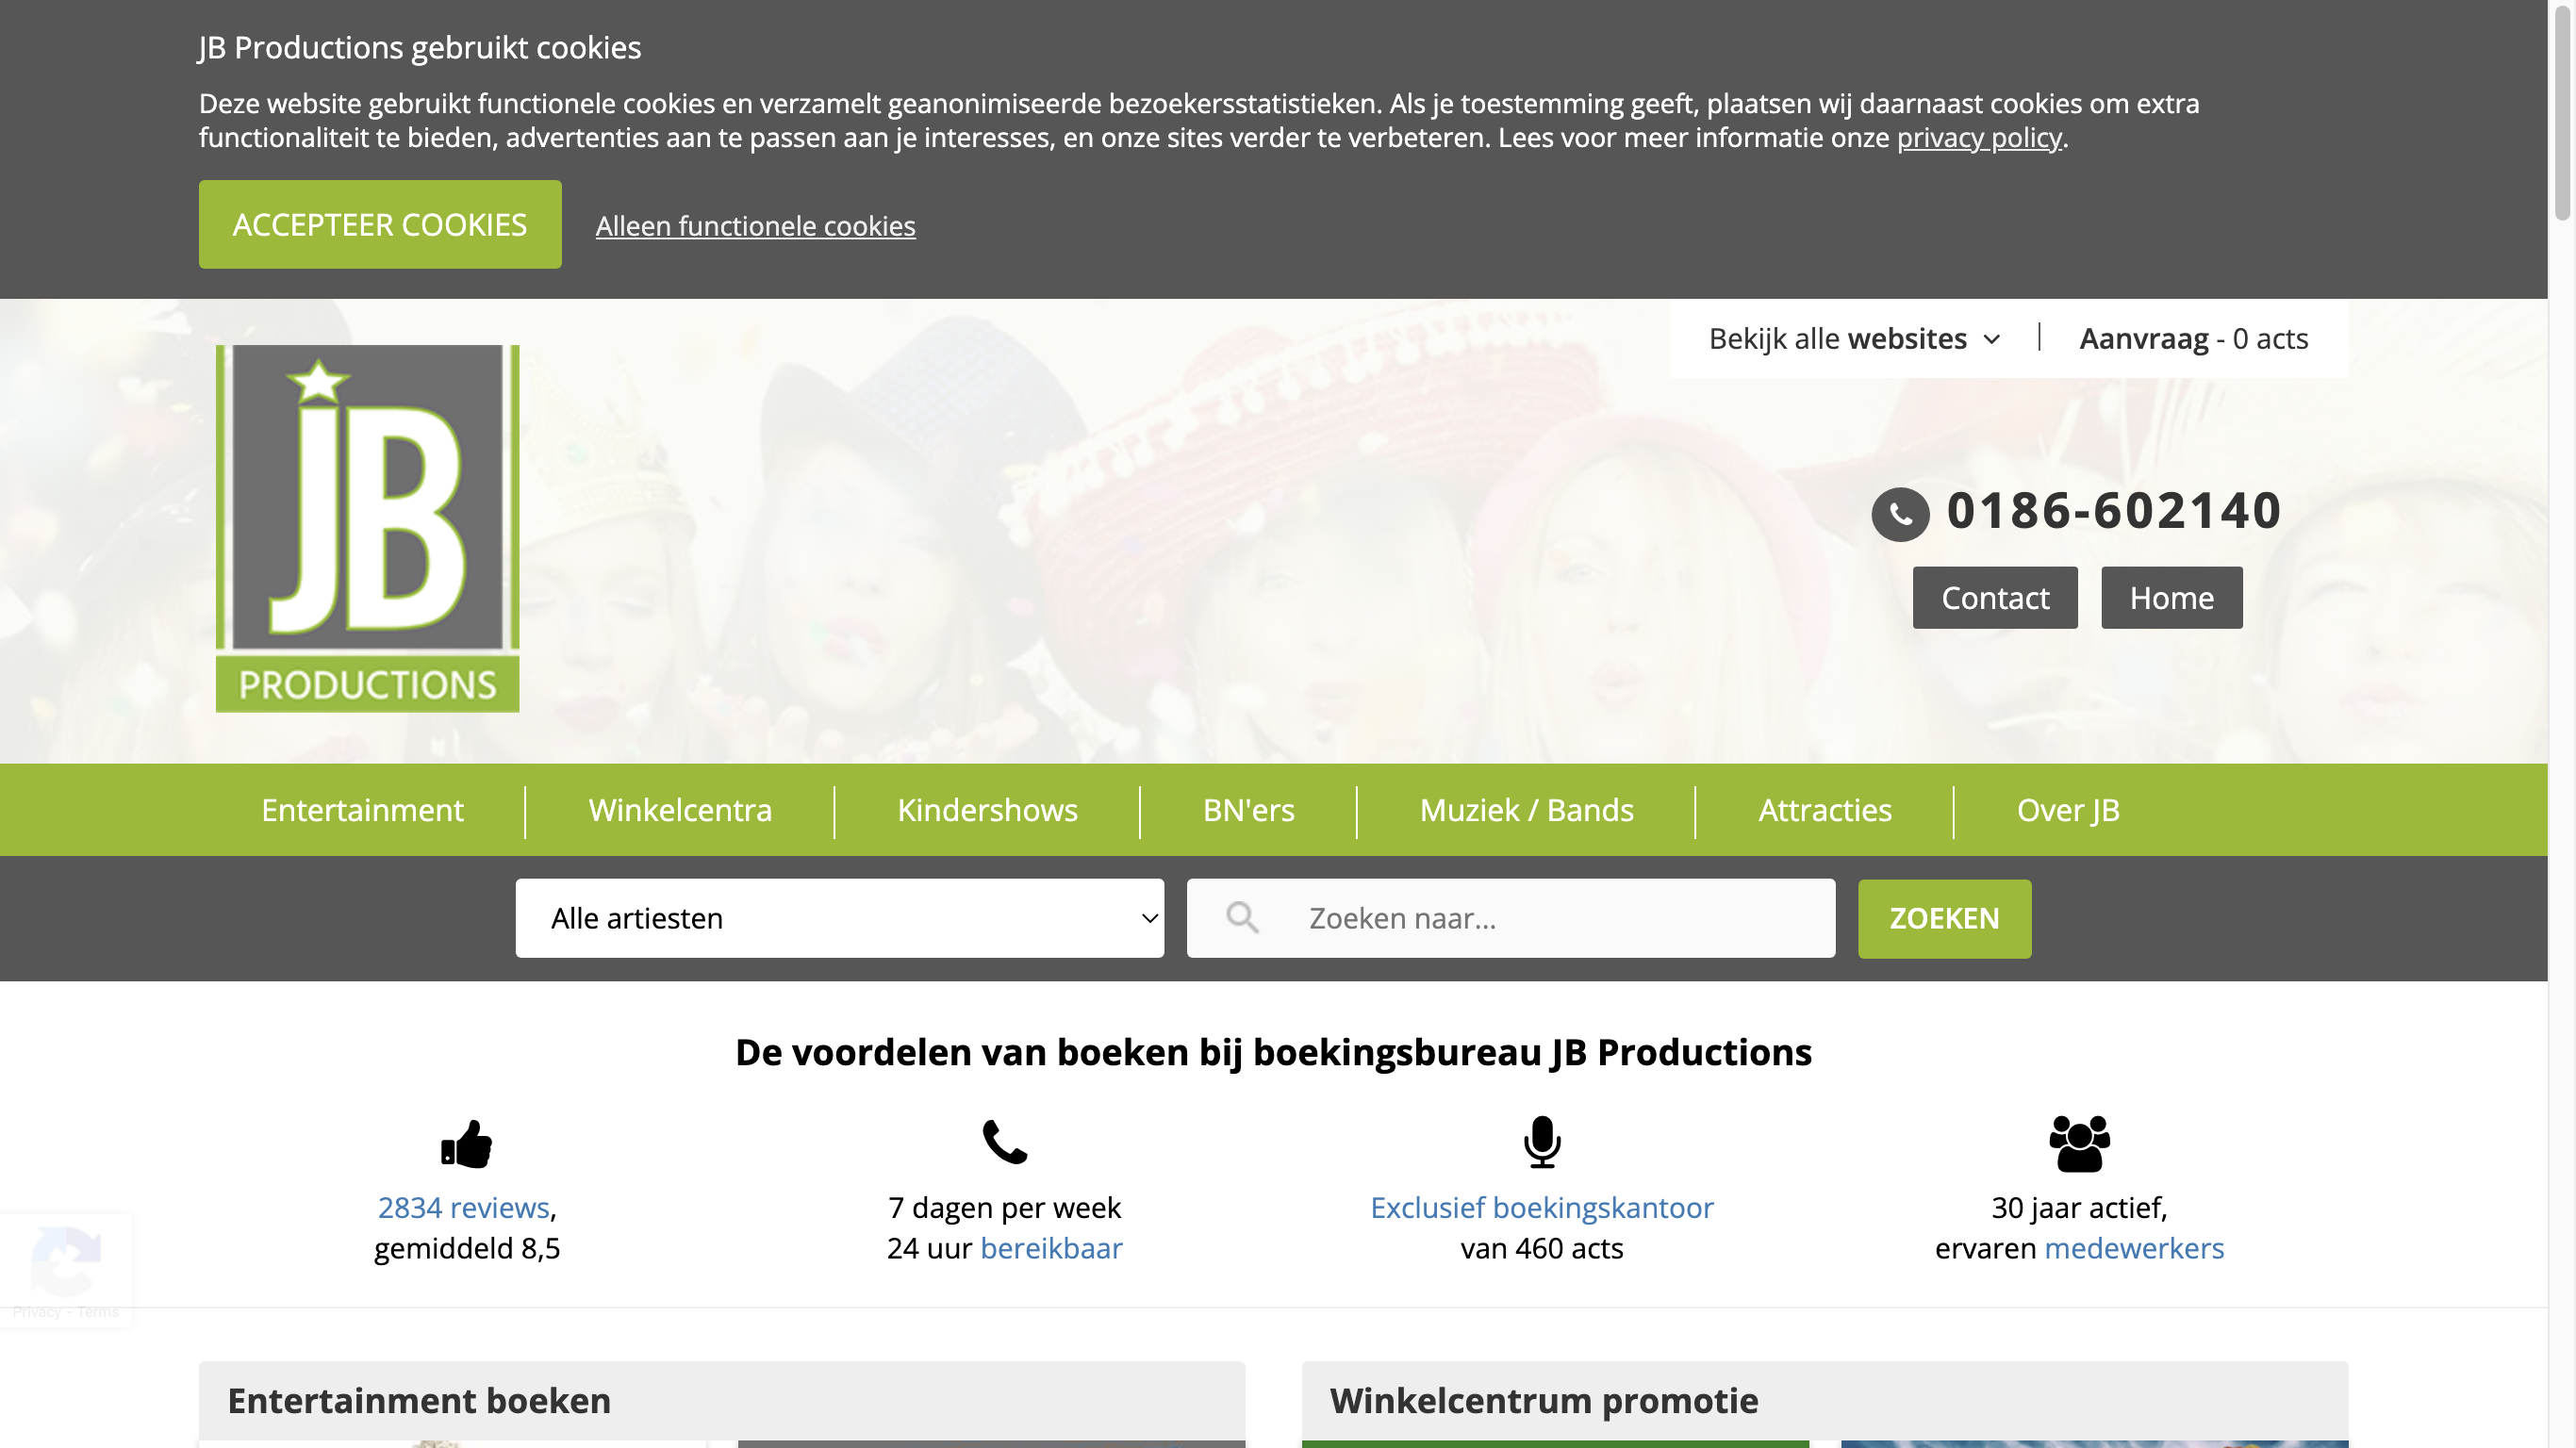 JB Productions gebruikt cookies
Deze website gebruikt functionele cookies en verzamelt geanonimiseerde bezoekersstatistieken. Als je toestemming geeft, plaatsen wij daarnaast cookies om extra
functionaliteit te bieden, advertenties aan te passen aan je interesses, en onze sites verder te verbeteren. Lees voor meer informatie onze privacy policy.
ACCEPTEER COOKIES Alleen functionele cookies
Bekijk alle websites | Aanvraag - 0 acts
JB
PRODUCTIONS
0186-602140
Contact Home
Entertainment Winkelcentra Kindershows BN'ers Muziek / Bands Attracties Over JB
Alle artiesten Zoeken naar... ZOEKEN
De voordelen van boeken bij boekingsbureau JB Productions
2834 reviews,
gemiddeld 8,5
7 dagen per week
24 uur bereikbaar
Exclusief boekingskantoor
van 460 acts
30 jaar actief,
ervaren medewerkers
Privacy - Terms
Entertainment boeken
Winkelcentrum promotie